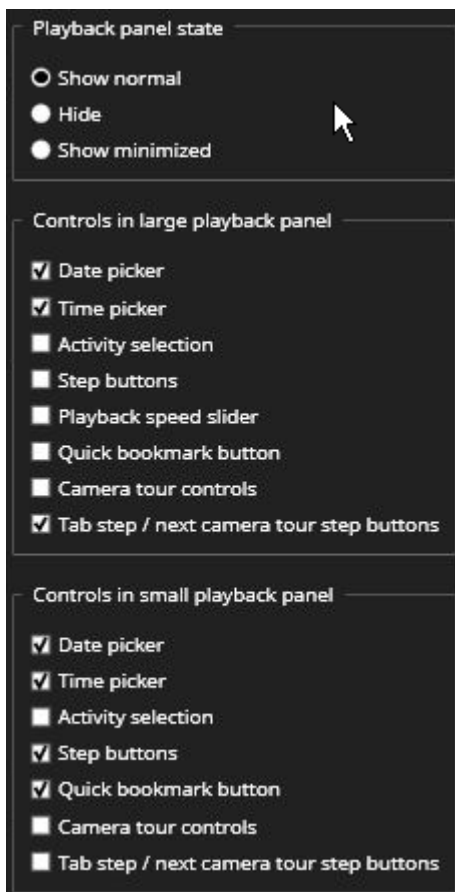 Playback panel state
Show normal
Hide
Show minimized
Controls in large playback panel
Date picker
Time picker
Activity selection
Step buttons
Playback speed slider
Quick bookmark button
Camera tour controls
Tab step / next camera tour step buttons
Controls in small playback panel
Date picker
Time picker
Activity selection
Step buttons
Quick bookmark button
Camera tour controls
Tab step / next camera tour step buttons